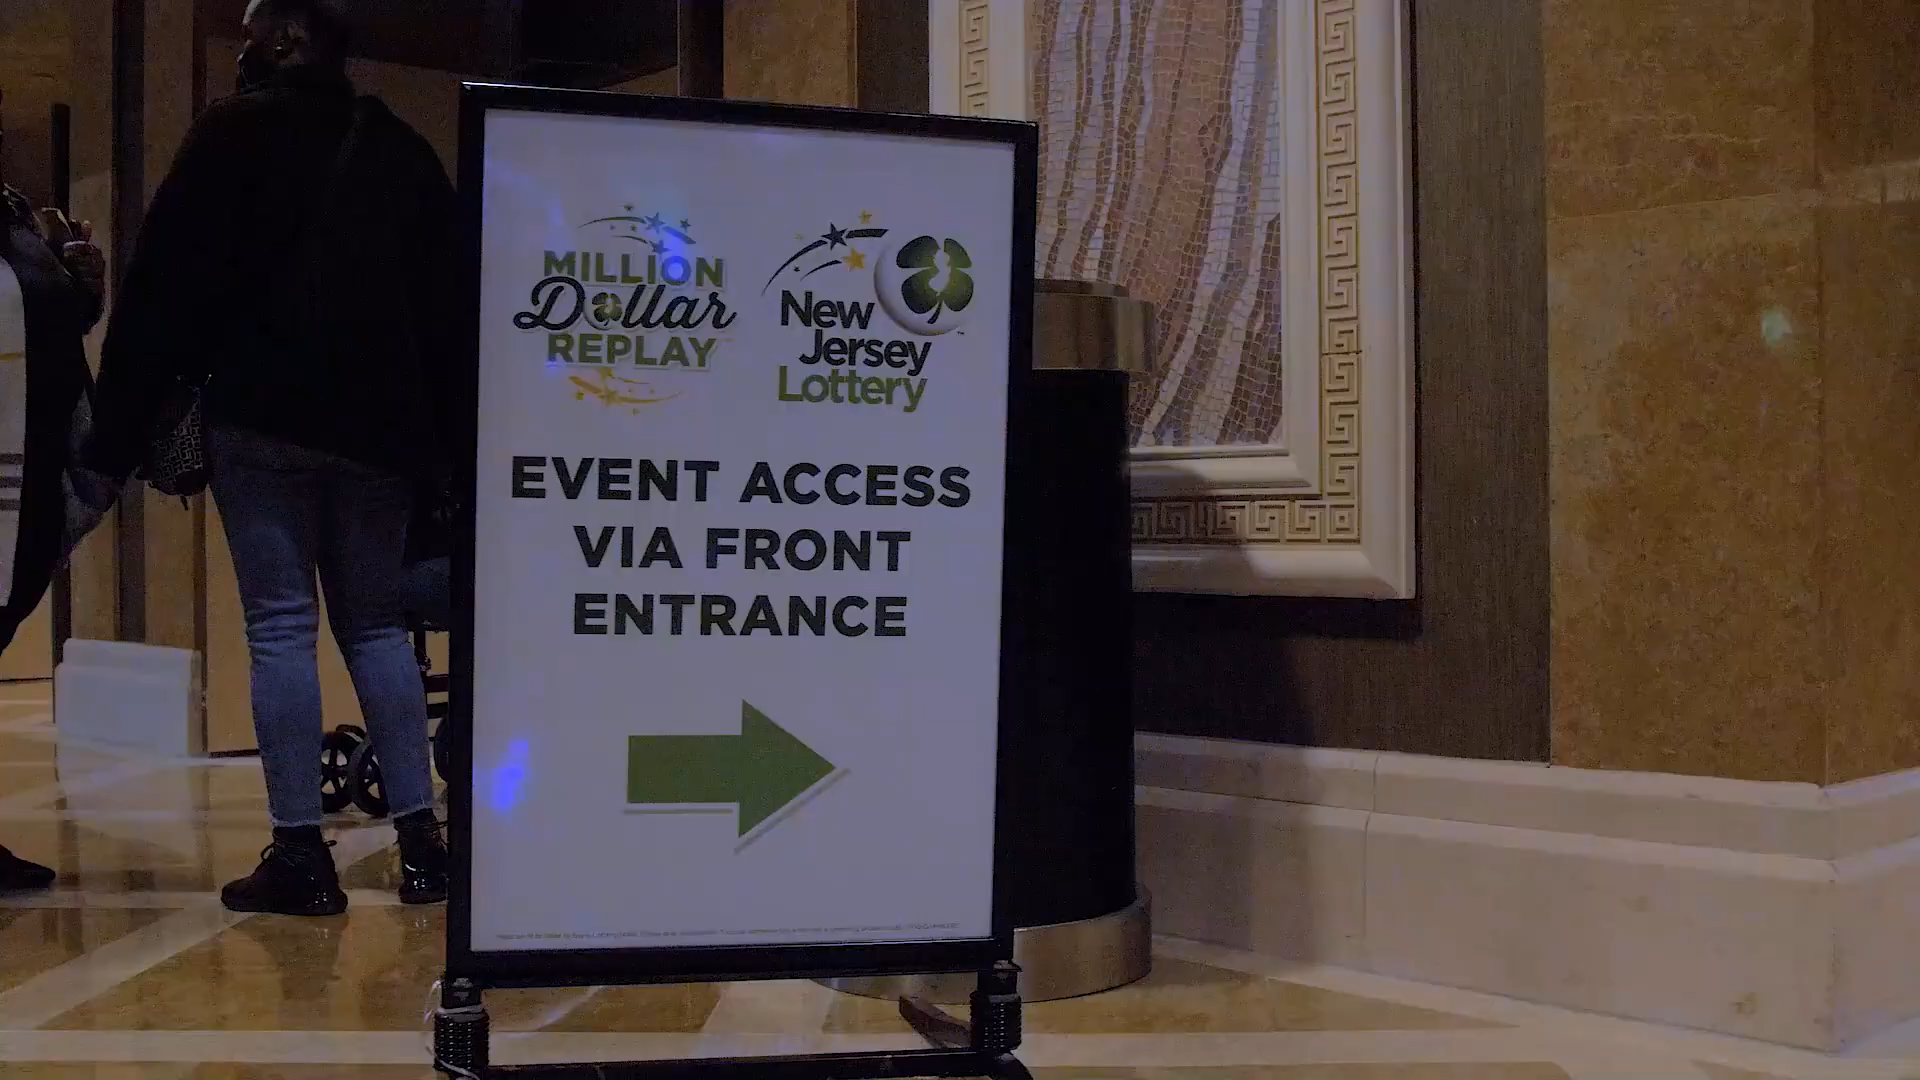 MILLION
Dollar
REPLAY
New
Jersey
Lottery
EVENT ACCESS
VIA FRONT
ENTRANCE